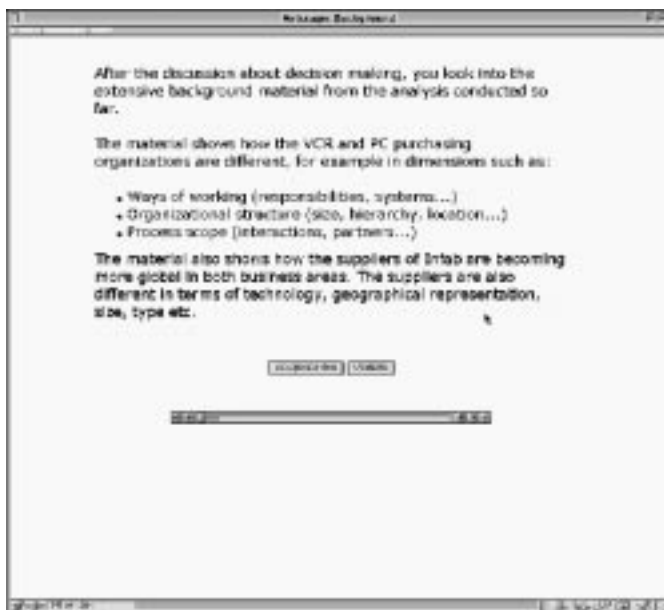 Netscape: Background
After the discussion about decision making, you look into the
extensive background material from the analysis conducted so
far.
The material shows how the VCR and PC purchasing
organizations are different, for example in dimensions such as:
• Ways of working (responsibilities, systems...)
• Organizational structure (size, hierarchy, location...)
• Process scope (interactions, partners...)
The material also shows how the suppliers of Infab are becoming
more global in both business areas. The suppliers are also
different in terms of technology, geographical representation,
size, type etc.